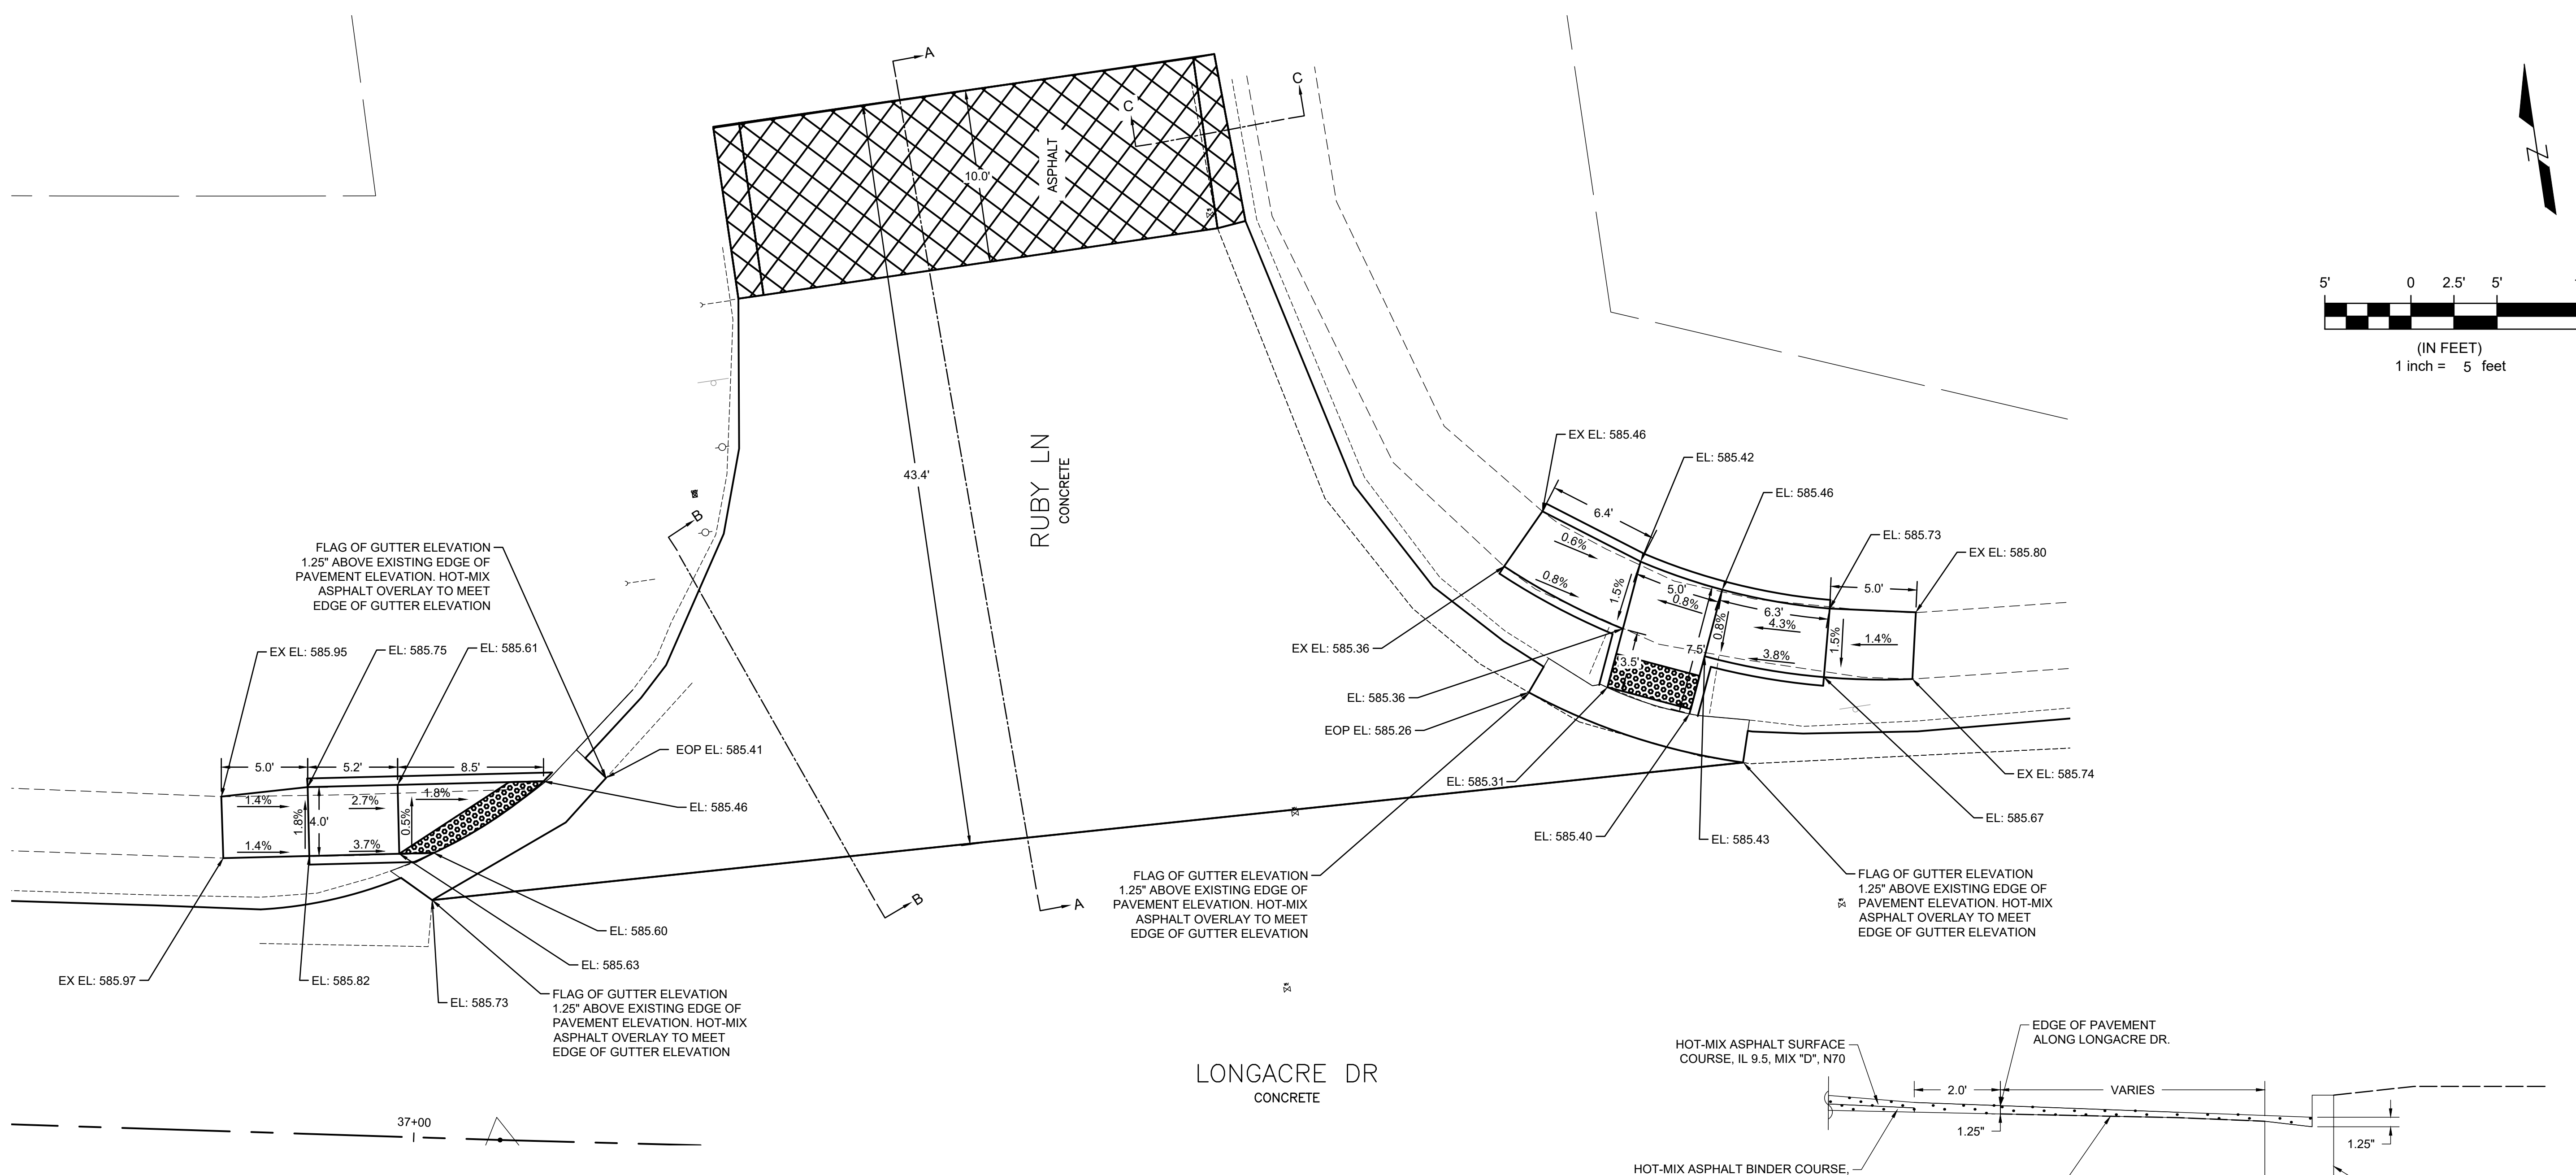 A
C
C
ASPHALT
10.0'
5'
0
2.5'
5'
(IN FEET)
1 inch = 5 feet
43.4'
RUBY LN
CONCRETE
B
EX EL: 585.46
EL: 585.42
EL: 585.46
EL: 585.73
EX EL: 585.80
6.4'
0.6%
0.8%
1.5%
5.0'
0.8%
0.8%
6.3'
4.3%
3.8%
1.5%
5.0'
1.4%
3.5'
7.5'
FLAG OF GUTTER ELEVATION
1.25" ABOVE EXISTING EDGE OF
PAVEMENT ELEVATION. HOT-MIX
ASPHALT OVERLAY TO MEET
EDGE OF GUTTER ELEVATION
EX EL: 585.95
EL: 585.75
EL: 585.61
EX EL: 585.36
EL: 585.36
EOP EL: 585.26
EOP EL: 585.41
5.0'
5.2'
8.5'
1.4%
2.7%
1.8%
1.8%
4.0'
0.5%
1.4%
3.7%
EL: 585.46
EL: 585.31
EL: 585.40
EL: 585.43
EX EL: 585.74
EL: 585.67
FLAG OF GUTTER ELEVATION
1.25" ABOVE EXISTING EDGE OF
PAVEMENT ELEVATION. HOT-MIX
ASPHALT OVERLAY TO MEET
EDGE OF GUTTER ELEVATION
FLAG OF GUTTER ELEVATION
1.25" ABOVE EXISTING EDGE OF
PAVEMENT ELEVATION. HOT-MIX
ASPHALT OVERLAY TO MEET
EDGE OF GUTTER ELEVATION
B
A
EL: 585.60
EL: 585.63
EX EL: 585.97
EL: 585.82
EL: 585.73
FLAG OF GUTTER ELEVATION
1.25" ABOVE EXISTING EDGE OF
PAVEMENT ELEVATION. HOT-MIX
ASPHALT OVERLAY TO MEET
EDGE OF GUTTER ELEVATION
LONGACRE DR
CONCRETE
37+00
HOT-MIX ASPHALT SURFACE
COURSE, IL 9.5, MIX "D", N70
EDGE OF PAVEMENT
ALONG LONGACRE DR.
2.0'
VARIES
1.25"
1.25"
HOT-MIX ASPHALT BINDER COURSE,